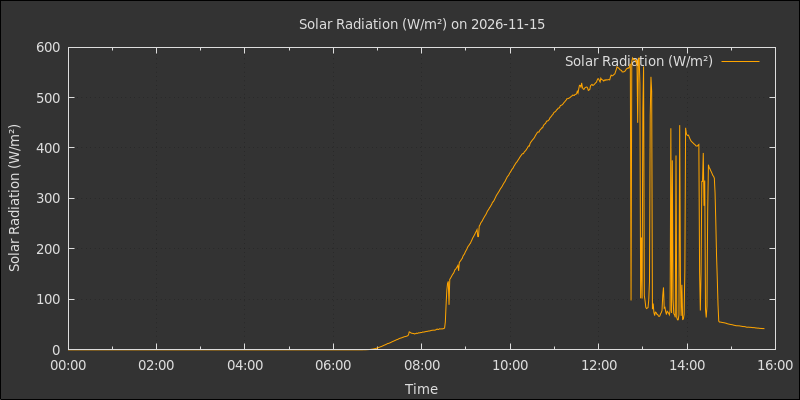 Solar Radiation (W/m²) on 2026-11-15
Solar Radiation (W/m²)
Solar Radiation (W/m²)
600
500
400
300
200
100
0
00:00 02:00 04:00 06:00 08:00 10:00 12:00 14:00 16:00
Time